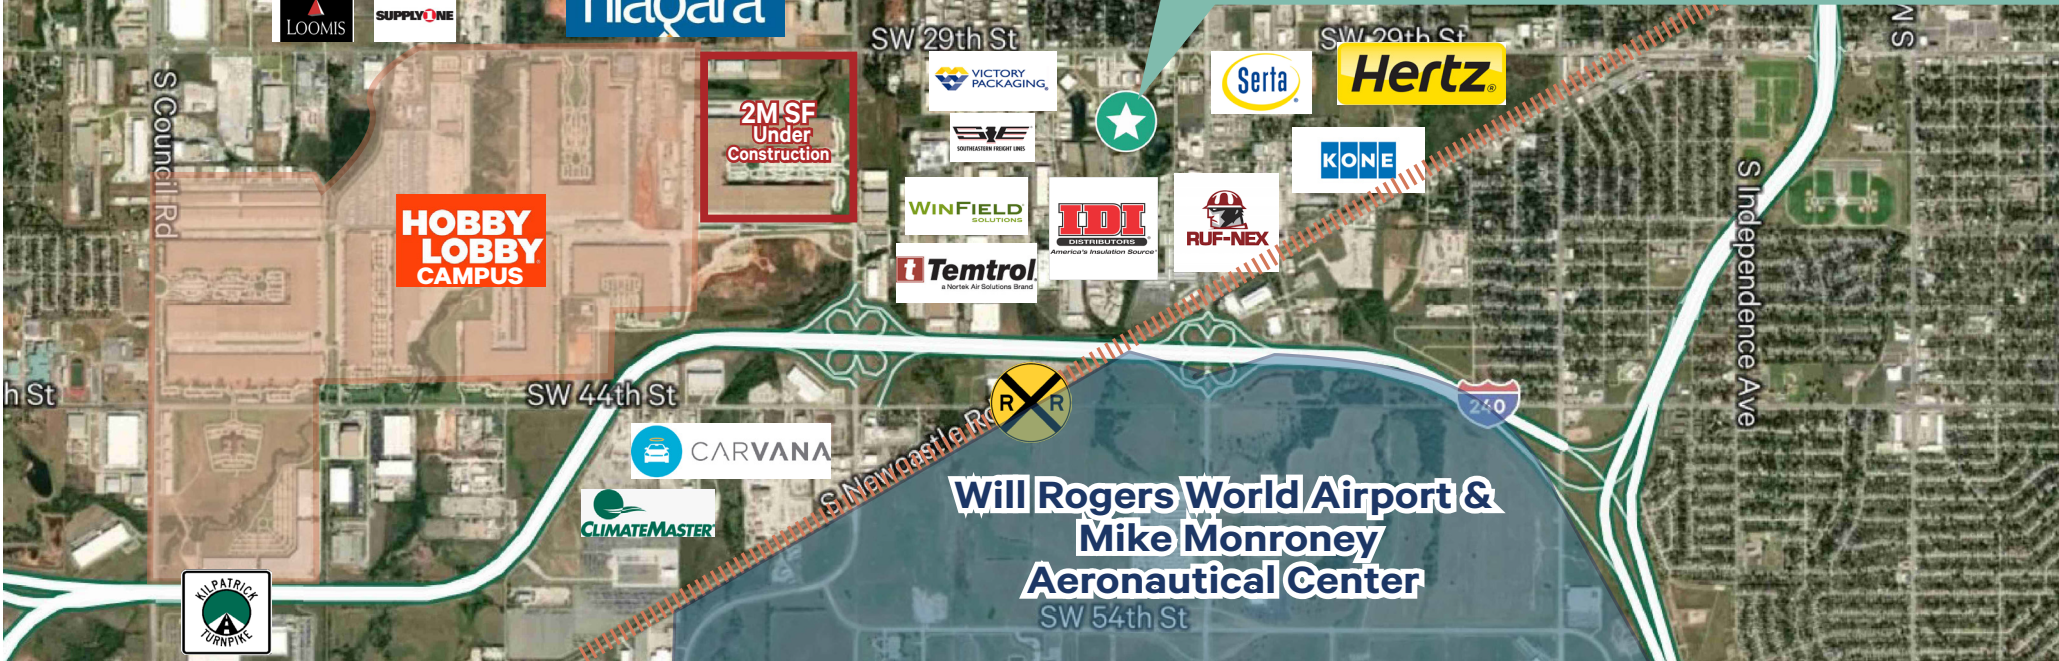 LOOMIS
SUPPLYONE
niagara
SW 29th St
SW 29th St
S Council Rd
2M SF
Under
Construction
VICTORY
PACKAGING
Serta
Hertz
SOUTHEASTERN FREIGHT LINES
KONE
HOBBY
LOBBY
CAMPUS
WINFIELD
SOLUTIONS
IDI
DISTRIBUTORS
America's Insulation Source
RUF-NEX
t Temtrol
a Nortek Air Solutions Brand
S Independence Ave
h St
SW 44th St
R R
240
S Newcastle Rd
CARVANA
CLIMATEMASTER
Will Rogers World Airport &
Mike Monroney
Aeronautical Center
SW 54th St
KILPATRICK
TURNPIKE